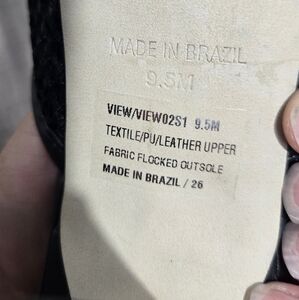 MADE IN BRAZIL
9.5M
VIEW/VIEW02S1 9.5M
TEXTILE/PU/LEATHER UPPER
FABRIC FLOCKED OUTSOLE
MADE IN BRAZIL / 26